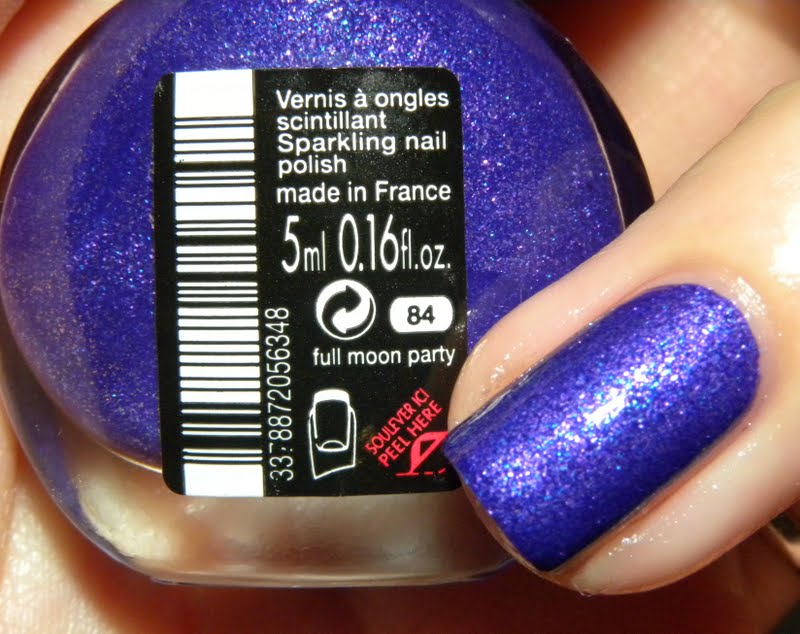 Vernis à ongles
scintillant
Sparkling nail
polish
made in France
5ml 0.16fl.oz.
84
full moon party
3378872056348
SOULEVER ICI
PEEL HERE